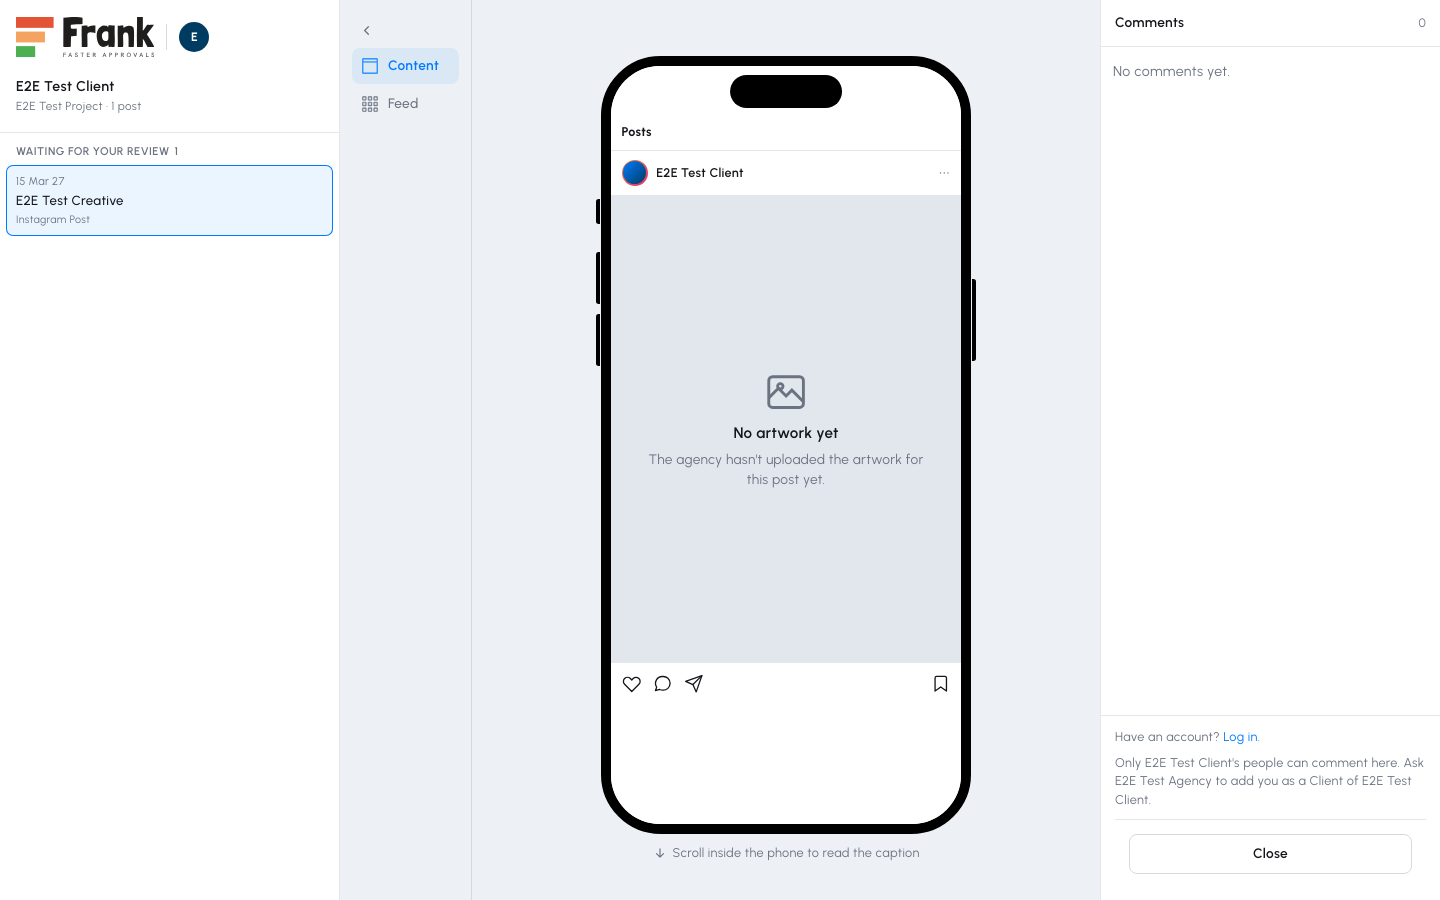 Frank
FASTER APPROVALS
E
E2E Test Client
E2E Test Project · 1 post
WAITING FOR YOUR REVIEW 1
15 Mar 27
E2E Test Creative
Instagram Post
Content
Feed
Posts
E2E Test Client
No artwork yet
The agency hasn't uploaded the artwork for
this post yet.
↓ Scroll inside the phone to read the caption
Comments 0
No comments yet.
Have an account? Log in.
Only E2E Test Client's people can comment here. Ask
E2E Test Agency to add you as a Client of E2E Test
Client.
Close